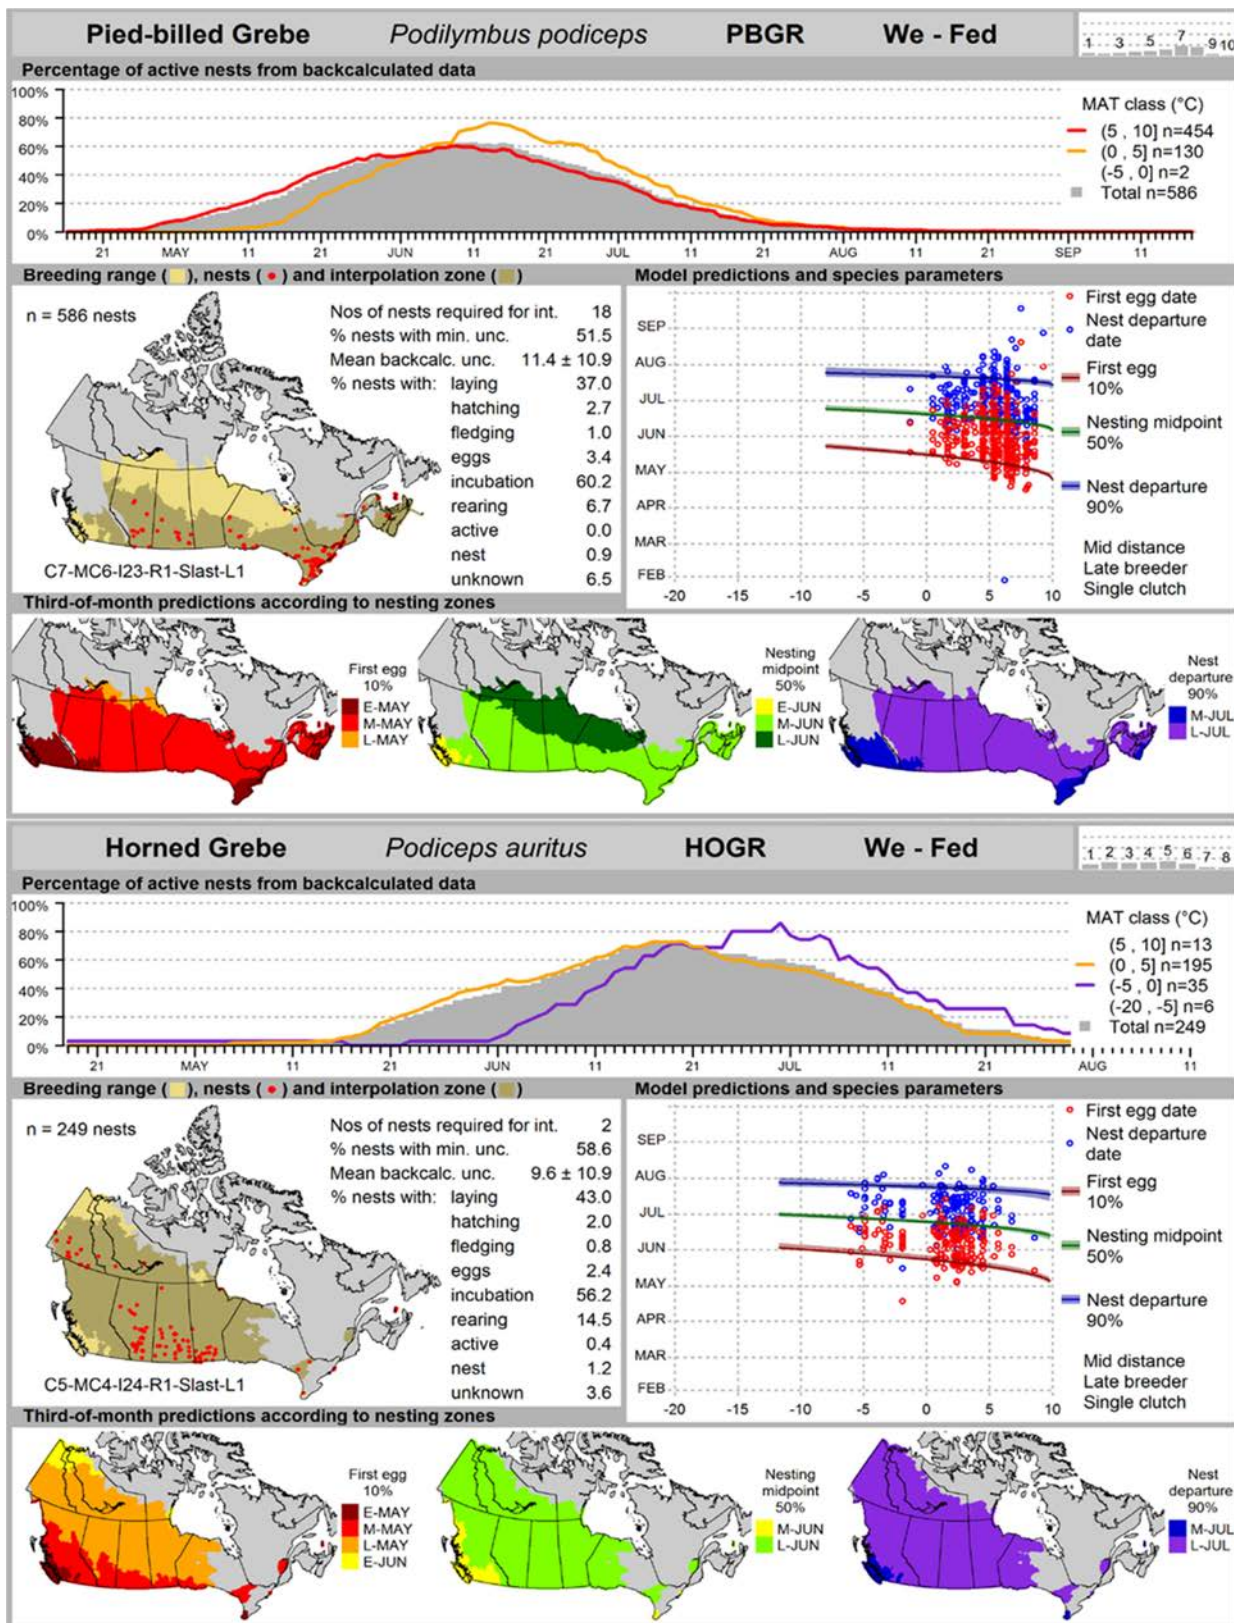 Pied-billed Grebe Podilymbus podiceps PBGR We - Fed
1 3 4 5 7 9 10
Percentage of active nests from backcalculated data
100%
80%
60%
40%
20%
0%
MAT class (°C)
(5 , 10] n=454
(0 , 5] n=130
(-5 , 0] n=2
Total n=586
21 MAY 11 21 JUN 11 21 JUL 11 21 AUG 11 21 SEP 11
Breeding range ( ), nests ( ) and interpolation zone ( )
n = 586 nests
Nos of nests required for int. 18
% nests with min. unc. 51.5
Mean backcalc. unc. 11.4 ± 10.9
% nests with: laying 37.0
hatching 2.7
fledging 1.0
eggs 3.4
incubation 60.2
rearing 6.7
active 0.0
nest 0.9
unknown 6.5
C7-MC6-I23-R1-Slast-L1
Model predictions and species parameters
SEP
AUG
JUL
JUN
MAY
APR
MAR
FEB
-20 -15 -10 -5 0 5 10
First egg date
Nest departure
date
First egg
10%
Nesting midpoint
50%
Nest departure
90%
Mid distance
Late breeder
Single clutch
Third-of-month predictions according to nesting zones
First egg
10%
E-MAY
M-MAY
L-MAY
Nesting
midpoint
50%
E-JUN
M-JUN
L-JUN
Nest
departure
90%
M-JUL
L-JUL
Horned Grebe Podiceps auritus HOGR We - Fed
1 2 3 4 5 6 7 8
Percentage of active nests from backcalculated data
100%
80%
60%
40%
20%
0%
MAT class (°C)
(5 , 10] n=13
(0 , 5] n=195
(-5 , 0] n=35
(-20 , -5] n=6
Total n=249
21 MAY 11 21 JUN 11 21 JUL 11 21 AUG 11
Breeding range ( ), nests ( ) and interpolation zone ( )
n = 249 nests
Nos of nests required for int. 2
% nests with min. unc. 58.6
Mean backcalc. unc. 9.6 ± 10.9
% nests with: laying 43.0
hatching 2.0
fledging 0.8
eggs 2.4
incubation 56.2
rearing 14.5
active 0.4
nest 1.2
unknown 3.6
C5-MC4-I24-R1-Slast-L1
Model predictions and species parameters
SEP
AUG
JUL
JUN
MAY
APR
MAR
FEB
-20 -15 -10 -5 0 5 10
First egg date
Nest departure
date
First egg
10%
Nesting midpoint
50%
Nest departure
90%
Mid distance
Late breeder
Single clutch
Third-of-month predictions according to nesting zones
First egg
10%
E-MAY
M-MAY
L-MAY
E-JUN
Nesting
midpoint
50%
M-JUN
L-JUN
Nest
departure
90%
M-JUL
L-JUL